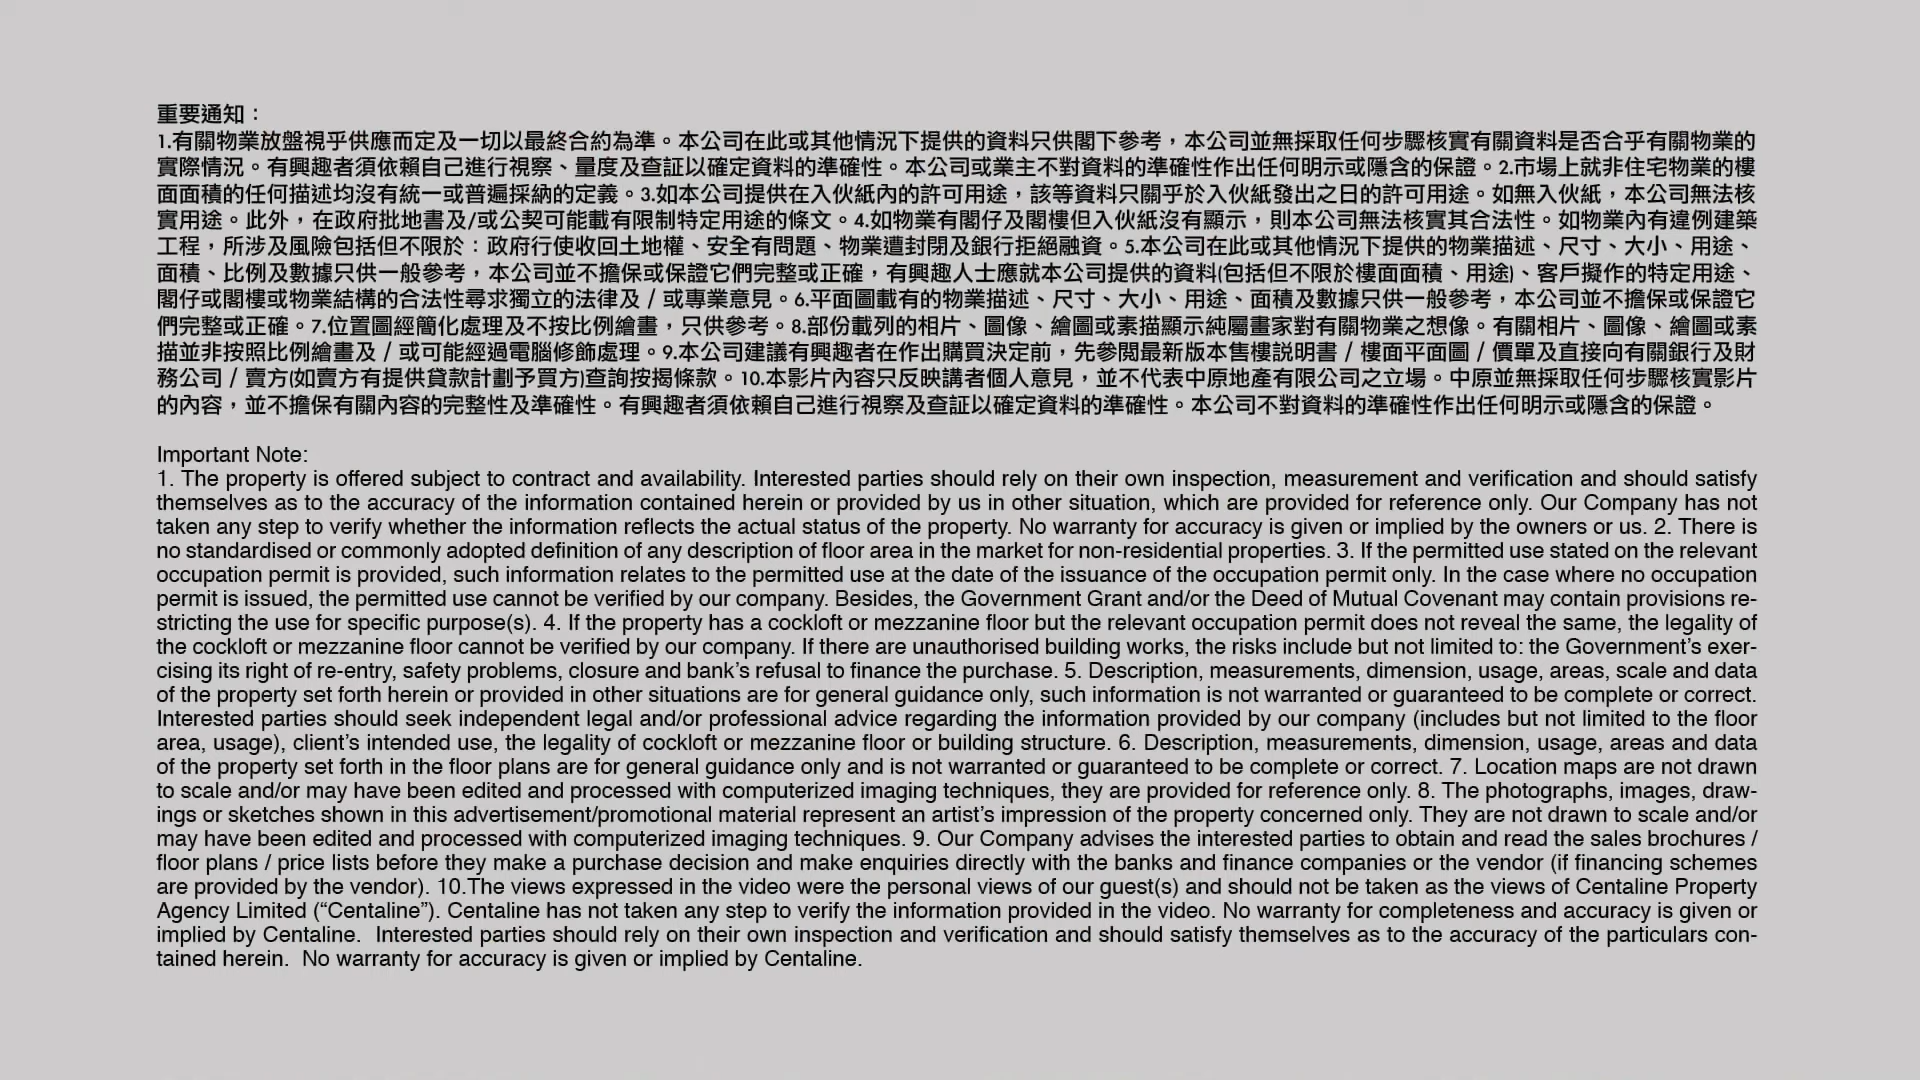 重要通知：
1.有關物業放盤視乎供應而定及一切以最終合約為準。本公司在此或其他情況下提供的資料只供閣下參考，本公司並無採取任何步驟核實有關資料是否合乎有關物業的
實際情況。有興趣者須依賴自己進行視察、量度及查証以確定資料的準確性。本公司或業主不對資料的準確性作出任何明示或隱含的保證。2.市場上就非住宅物業的樓
面面積的任何描述均沒有統一或普遍採納的定義。3.如本公司提供在入伙紙內的許可用途，該等資料只關乎於入伙紙發出之日的許可用途。如無入伙紙，本公司無法核
實用途。此外，在政府批地書及/或公契可能載有限制特定用途的條文。4.如物業有閣仔及閣樓但入伙紙沒有顯示，則本公司無法核實其合法性。如物業內有違例建築
工程，所涉及風險包括但不限於：政府行使收回土地權、安全有問題、物業遭封閉及銀行拒絕融資。5.本公司在此或其他情況下提供的物業描述、尺寸、大小、用途、
面積、比例及數據只供一般參考，本公司並不擔保或保證它們完整或正確，有興趣人士應就本公司提供的資料(包括但不限於樓面面積、用途)、客戶擬作的特定用途、
閣仔或閣樓或物業結構的合法性尋求獨立的法律及 / 或專業意見。6.平面圖載有的物業描述、尺寸、大小、用途、面積及數據只供一般參考，本公司並不擔保或保證它
們完整或正確。7.位置圖經簡化處理及不按比例繪畫，只供參考。8.部份載列的相片、圖像、繪圖或素描顯示純屬畫家對有關物業之想像。有關相片、圖像、繪圖或素
描並非按照比例繪畫及 / 或可能經過電腦修飾處理。9.本公司建議有興趣者在作出購買決定前，先參閱最新版本售樓説明書 / 樓面平面圖 / 價單及直接向有關銀行及財
務公司 / 賣方(如賣方有提供貸款計劃予買方)查詢按揭條款。10.本影片內容只反映講者個人意見，並不代表中原地產有限公司之立場。中原並無採取任何步驟核實影片
的內容，並不擔保有關內容的完整性及準確性。有興趣者須依賴自己進行視察及查証以確定資料的準確性。本公司不對資料的準確性作出任何明示或隱含的保證。
Important Note:
1. The property is offered subject to contract and availability. Interested parties should rely on their own inspection, measurement and verification and should satisfy
themselves as to the accuracy of the information contained herein or provided by us in other situation, which are provided for reference only. Our Company has not
taken any step to verify whether the information reflects the actual status of the property. No warranty for accuracy is given or implied by the owners or us. 2. There is
no standardised or commonly adopted definition of any description of floor area in the market for non-residential properties. 3. If the permitted use stated on the relevant
occupation permit is provided, such information relates to the permitted use at the date of the issuance of the occupation permit only. In the case where no occupation
permit is issued, the permitted use cannot be verified by our company. Besides, the Government Grant and/or the Deed of Mutual Covenant may contain provisions re-
stricting the use for specific purpose(s). 4. If the property has a cockloft or mezzanine floor but the relevant occupation permit does not reveal the same, the legality of
the cockloft or mezzanine floor cannot be verified by our company. If there are unauthorised building works, the risks include but not limited to: the Government’s exer-
cising its right of re-entry, safety problems, closure and bank’s refusal to finance the purchase. 5. Description, measurements, dimension, usage, areas, scale and data
of the property set forth herein or provided in other situations are for general guidance only, such information is not warranted or guaranteed to be complete or correct.
Interested parties should seek independent legal and/or professional advice regarding the information provided by our company (includes but not limited to the floor
area, usage), client’s intended use, the legality of cockloft or mezzanine floor or building structure. 6. Description, measurements, dimension, usage, areas and data
of the property set forth in the floor plans are for general guidance only and is not warranted or guaranteed to be complete or correct. 7. Location maps are not drawn
to scale and/or may have been edited and processed with computerized imaging techniques, they are provided for reference only. 8. The photographs, images, draw-
ings or sketches shown in this advertisement/promotional material represent an artist’s impression of the property concerned only. They are not drawn to scale and/or
may have been edited and processed with computerized imaging techniques. 9. Our Company advises the interested parties to obtain and read the sales brochures /
floor plans / price lists before they make a purchase decision and make enquiries directly with the banks and finance companies or the vendor (if financing schemes
are provided by the vendor). 10.The views expressed in the video were the personal views of our guest(s) and should not be taken as the views of Centaline Property
Agency Limited (“Centaline”). Centaline has not taken any step to verify the information provided in the video. No warranty for completeness and accuracy is given or
implied by Centaline.  Interested parties should rely on their own inspection and verification and should satisfy themselves as to the accuracy of the particulars con-
tained herein.  No warranty for accuracy is given or implied by Centaline.